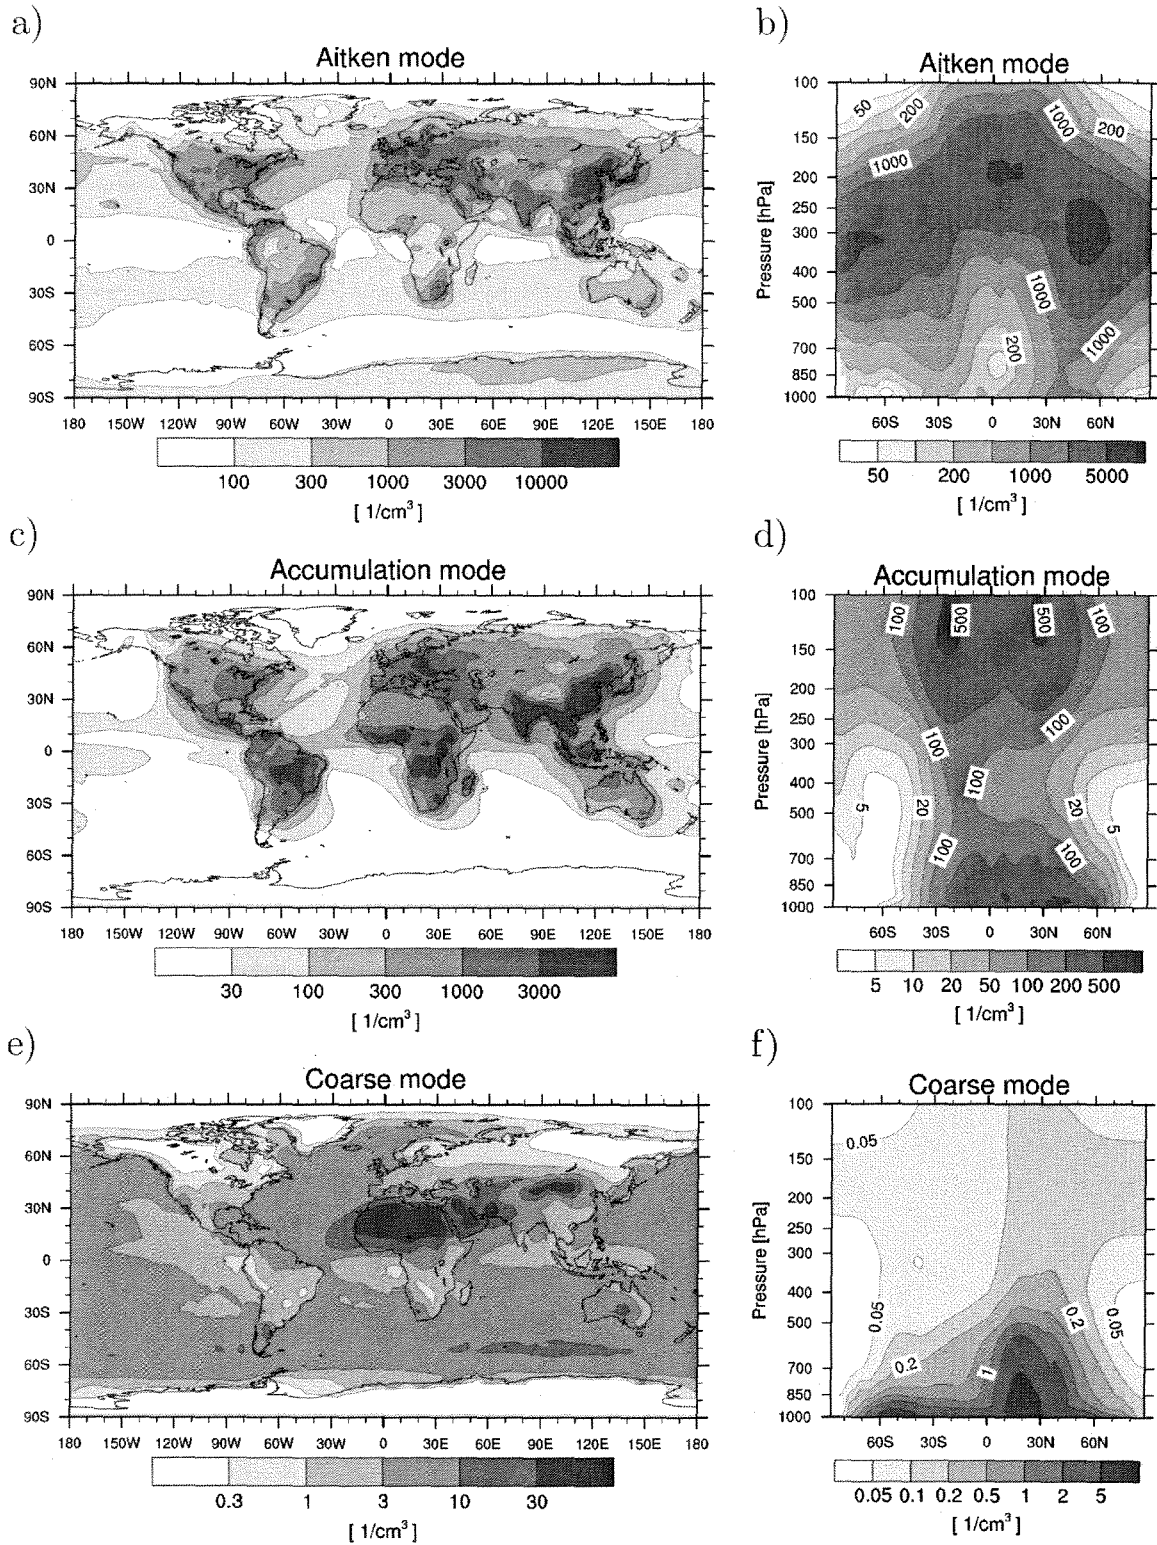 a)
Aitken mode
90N
60N
30N
0
30S
60S
90S
180 150W 120W 90W 60W 30W 0 30E 60E 90E 120E 150E 180
100 300 1000 3000 10000
[ 1/cm³ ]
b)
Aitken mode
Pressure [hPa]
100
150
200
250
300
400
500
700
850
1000
50
200
1000
200
1000
1000
200
1000
60S 30S 0 30N 60N
50 200 1000 5000
[ 1/cm³ ]
c)
Accumulation mode
90N
60N
30N
0
30S
60S
90S
180 150W 120W 90W 60W 30W 0 30E 60E 90E 120E 150E 180
30 100 300 1000 3000
[ 1/cm³ ]
d)
Accumulation mode
Pressure [hPa]
100
150
200
250
300
400
500
700
850
1000
100
500
500
100
100
100
100
5
20
20
5
100
100
60S 30S 0 30N 60N
5 10 20 50 100 200 500
[ 1/cm³ ]
e)
Coarse mode
90N
60N
30N
0
30S
60S
90S
180 150W 120W 90W 60W 30W 0 30E 60E 90E 120E 150E 180
0.3 1 3 10 30
[ 1/cm³ ]
f)
Coarse mode
Pressure [hPa]
100
150
200
250
300
400
500
700
850
1000
0.05
0.05
0.2
0.05
0.2
1
60S 30S 0 30N 60N
0.05 0.1 0.2 0.5 1 2 5
[ 1/cm³ ]